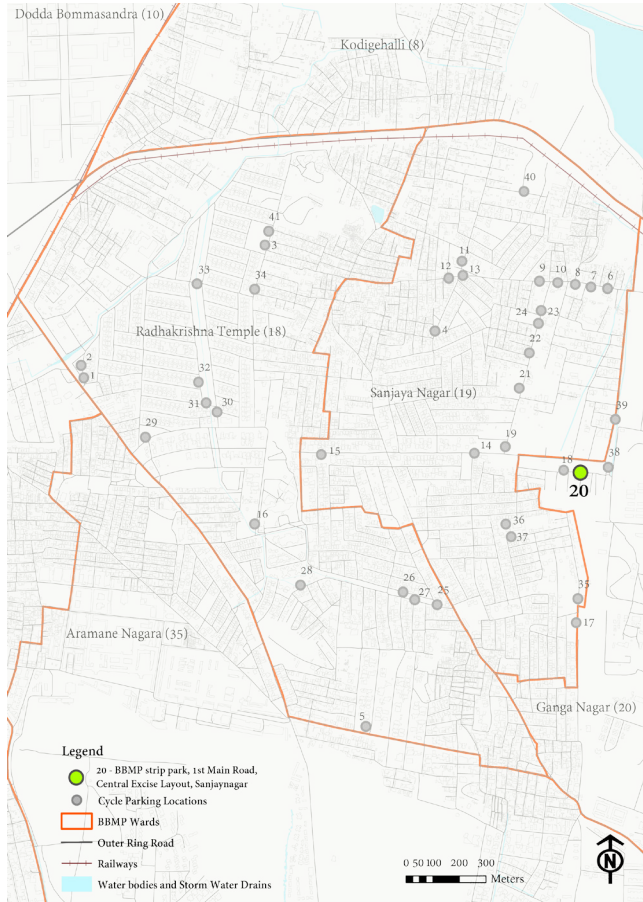 Dodda Bommasandra (10)
Kodigehalli (8)
40
41
3
11
12
13
33
34
9
10
8
7
6
24
23
Radhakrishna Temple (18)
4
22
2
1
32
21
Sanjaya Nagar (19)
31
30
39
29
19
15
14
18
38
20
16
36
37
28
26
27
25
35
17
Aramane Nagara (35)
5
Ganga Nagar (20)
Legend
20 - BBMP strip park, 1st Main Road,
Central Excise Layout, Sanjaynagar
Cycle Parking Locations
BBMP Wards
Outer Ring Road
Railways
Water bodies and Storm Water Drains
0 50 100 200 300
Meters
N